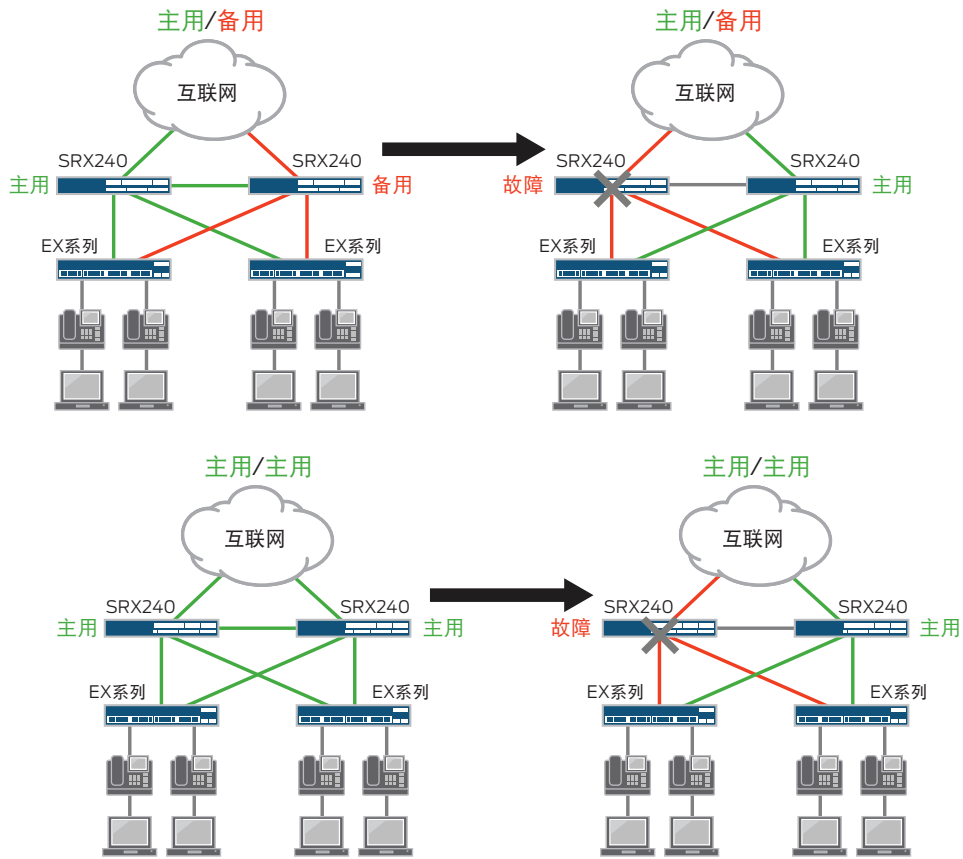 主用/备用
互联网
SRX240
SRX240
主用
备用
EX系列
EX系列
主用/备用
互联网
SRX240
SRX240
故障
主用
EX系列
EX系列
主用/主用
互联网
SRX240
SRX240
主用
主用
EX系列
EX系列
主用/主用
互联网
SRX240
SRX240
故障
主用
EX系列
EX系列